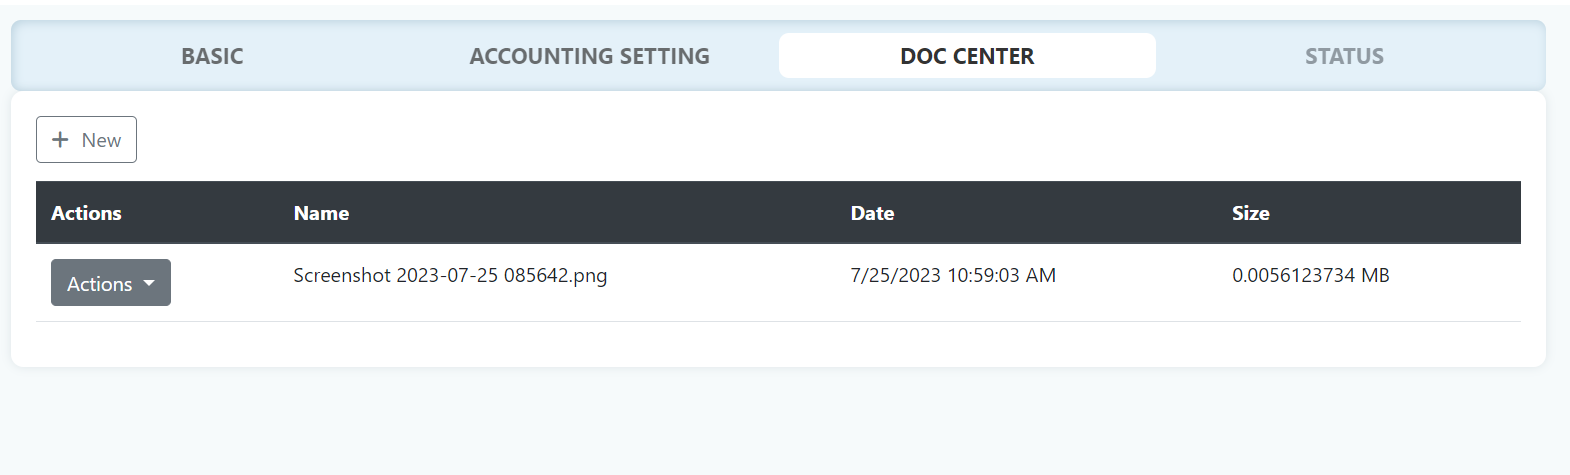 BASIC ACCOUNTING SETTING DOC CENTER STATUS
+ New
Actions Name Date Size
Actions Screenshot 2023-07-25 085642.png 7/25/2023 10:59:03 AM 0.0056123734 MB